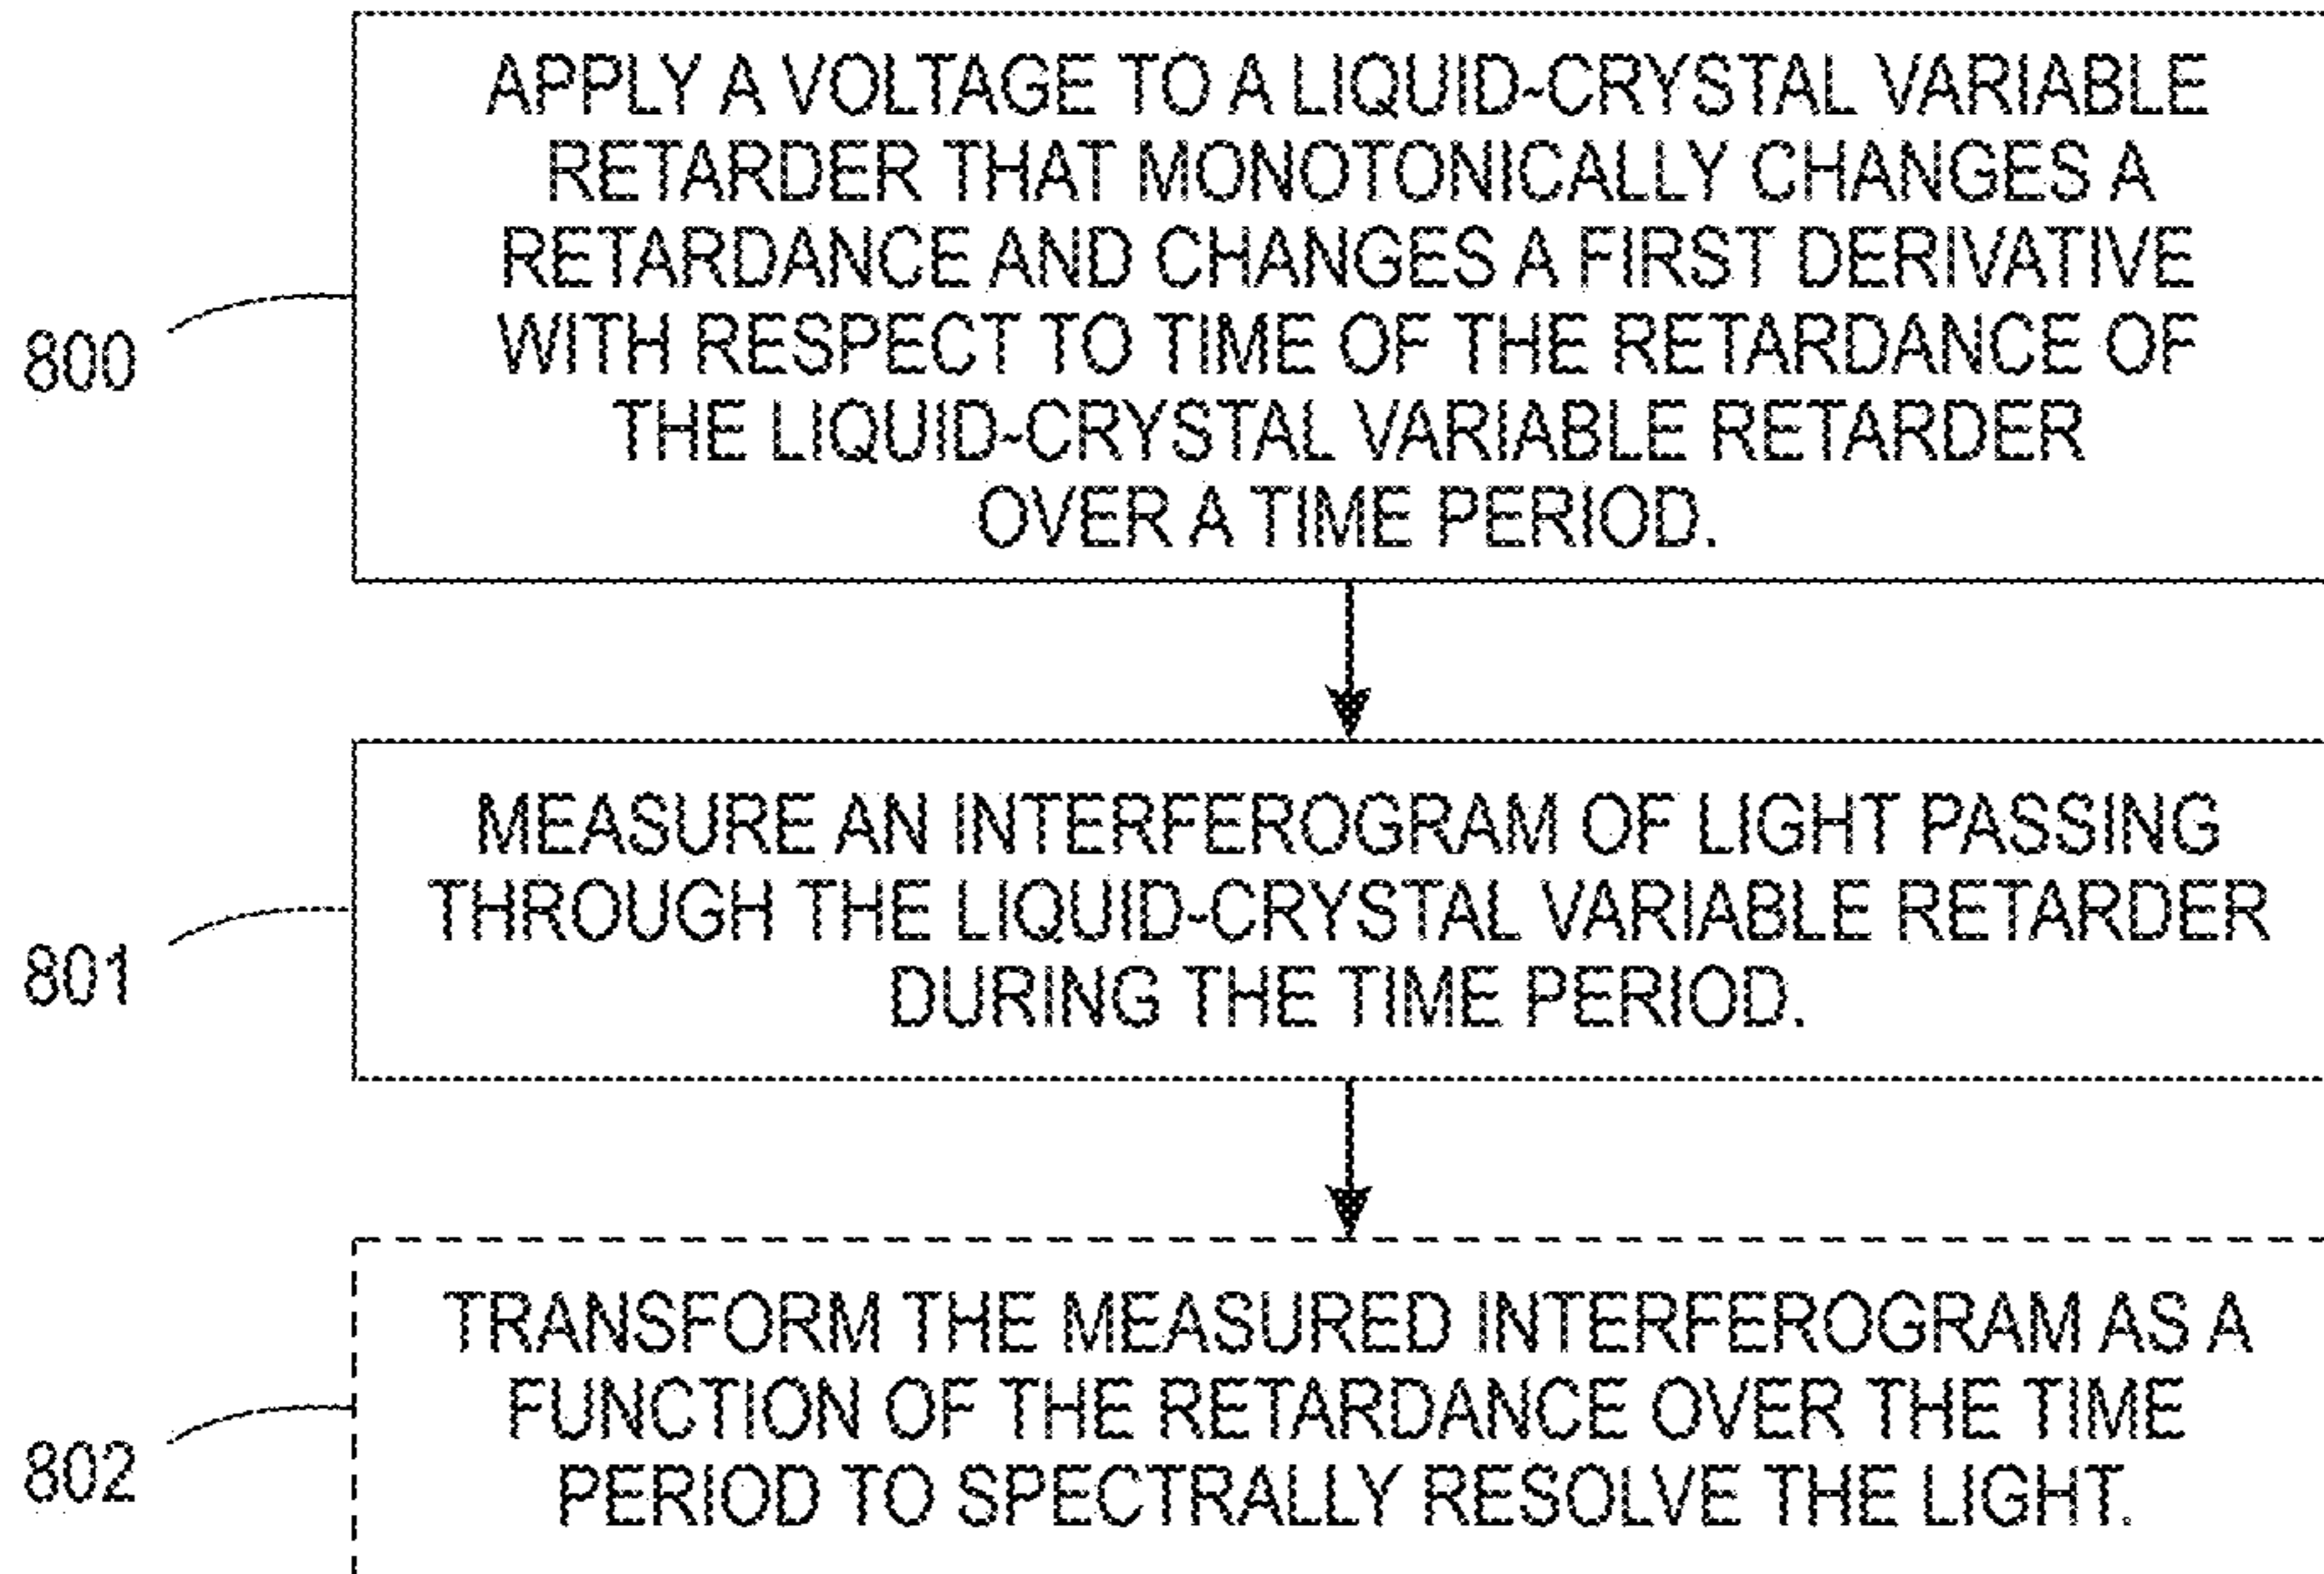 APPLY A VOLTAGE TO A LIQUID-CRYSTAL VARIABLE
RETARDER THAT MONOTONICALLY CHANGES A
RETARDANCE AND CHANGES A FIRST DERIVATIVE
WITH RESPECT TO TIME OF THE RETARDANCE OF
THE LIQUID-CRYSTAL VARIABLE RETARDER
OVER A TIME PERIOD.
800
MEASURE AN INTERFEROGRAM OF LIGHT PASSING
THROUGH THE LIQUID-CRYSTAL VARIABLE RETARDER
DURING THE TIME PERIOD.
801
TRANSFORM THE MEASURED INTERFEROGRAM AS A
FUNCTION OF THE RETARDANCE OVER THE TIME
PERIOD TO SPECTRALLY RESOLVE THE LIGHT.
802